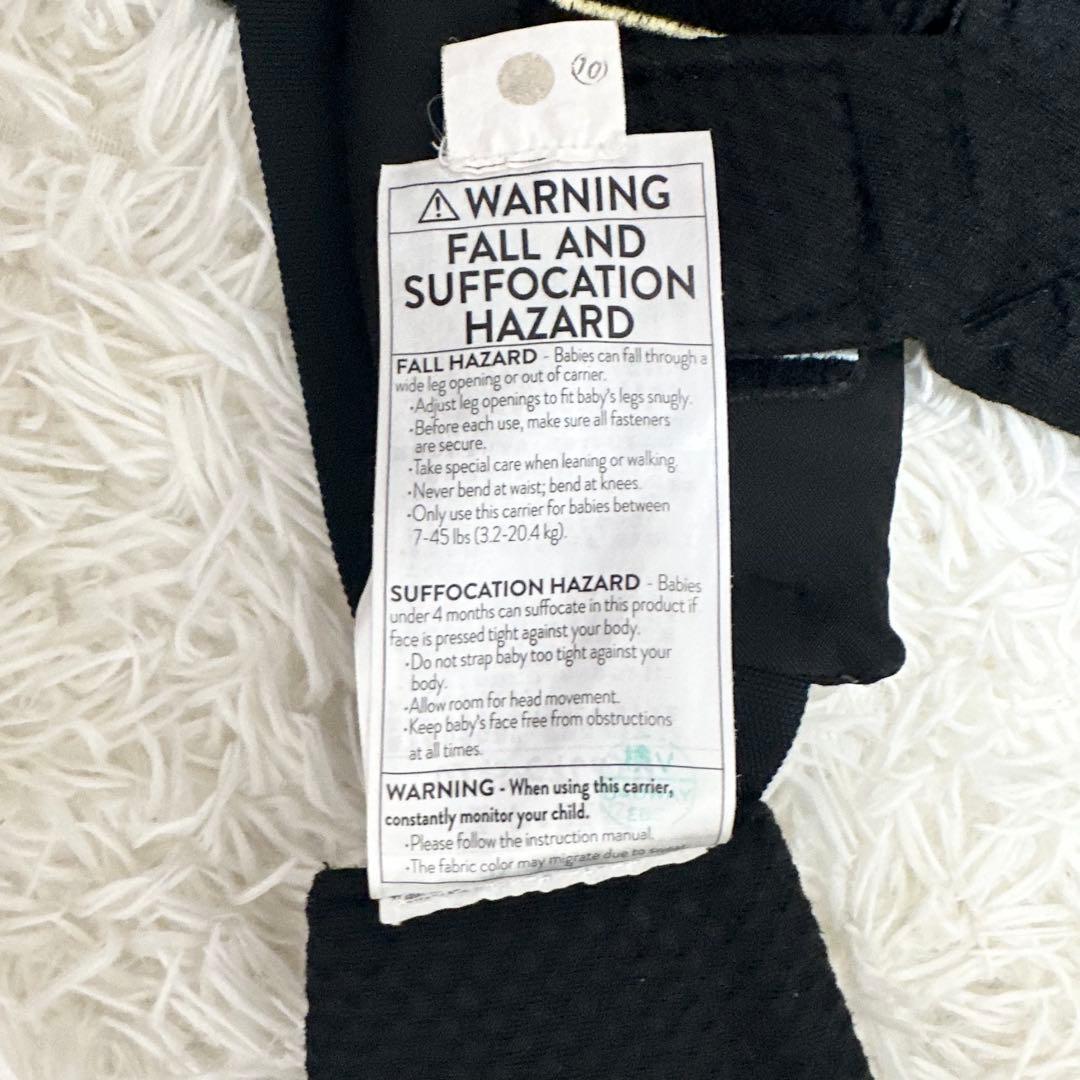 (10)
WARNING
FALL AND
SUFFOCATION
HAZARD
FALL HAZARD - Babies can fall through a
wide leg opening or out of carrier.
•Adjust leg openings to fit baby's legs snugly.
•Before each use, make sure all fasteners
are secure.
•Take special care when leaning or walking.
•Never bend at waist; bend at knees.
•Only use this carrier for babies between
7-45 lbs (3.2-20.4 kg).
SUFFOCATION HAZARD - Babies
under 4 months can suffocate in this product if
face is pressed tight against your body.
•Do not strap baby too tight against your
body.
•Allow room for head movement.
•Keep baby's face free from obstructions
at all times.
WARNING - When using this carrier,
constantly monitor your child.
•Please follow the instruction manual.
•The fabric color may migrate due to sweat